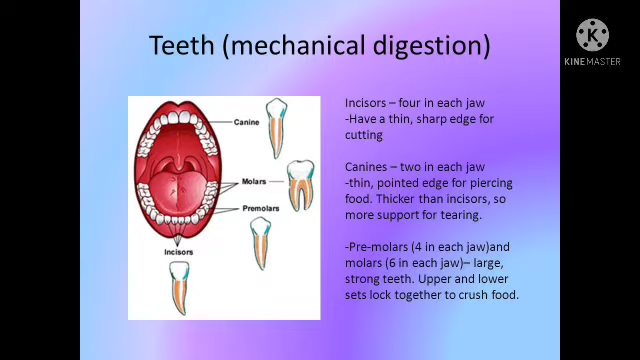 Teeth (mechanical digestion)
K
KINEMASTER
Canine
Molars
Premolars
Incisors
Incisors – four in each jaw
-Have a thin, sharp edge for
cutting
Canines – two in each jaw
-thin, pointed edge for piercing
food. Thicker than incisors, so
more support for tearing.
-Pre-molars (4 in each jaw)and
molars (6 in each jaw)– large,
strong teeth. Upper and lower
sets lock together to crush food.